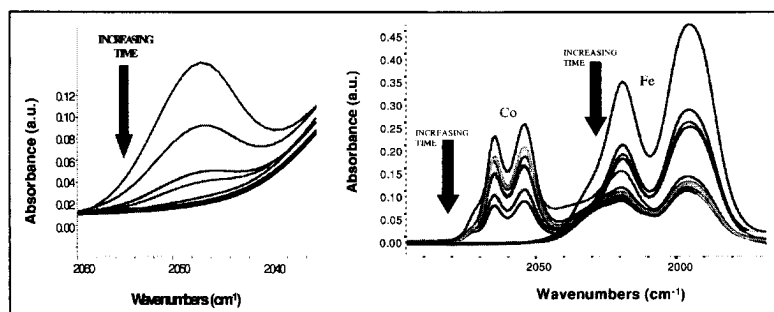 INCREASING
TIME
Absorbance (a.u.)
0.12
0.10
0.08
0.06
0.04
0.02
0.00
2060
2050
2040
Wavenumbers (cm⁻¹)
Absorbance (a.u.)
0.45
0.40
0.35
0.30
0.25
0.20
0.15
0.10
0.05
0.00
INCREASING
TIME
Co
INCREASING
TIME
Fe
2050
2000
Wavenumbers (cm⁻¹)